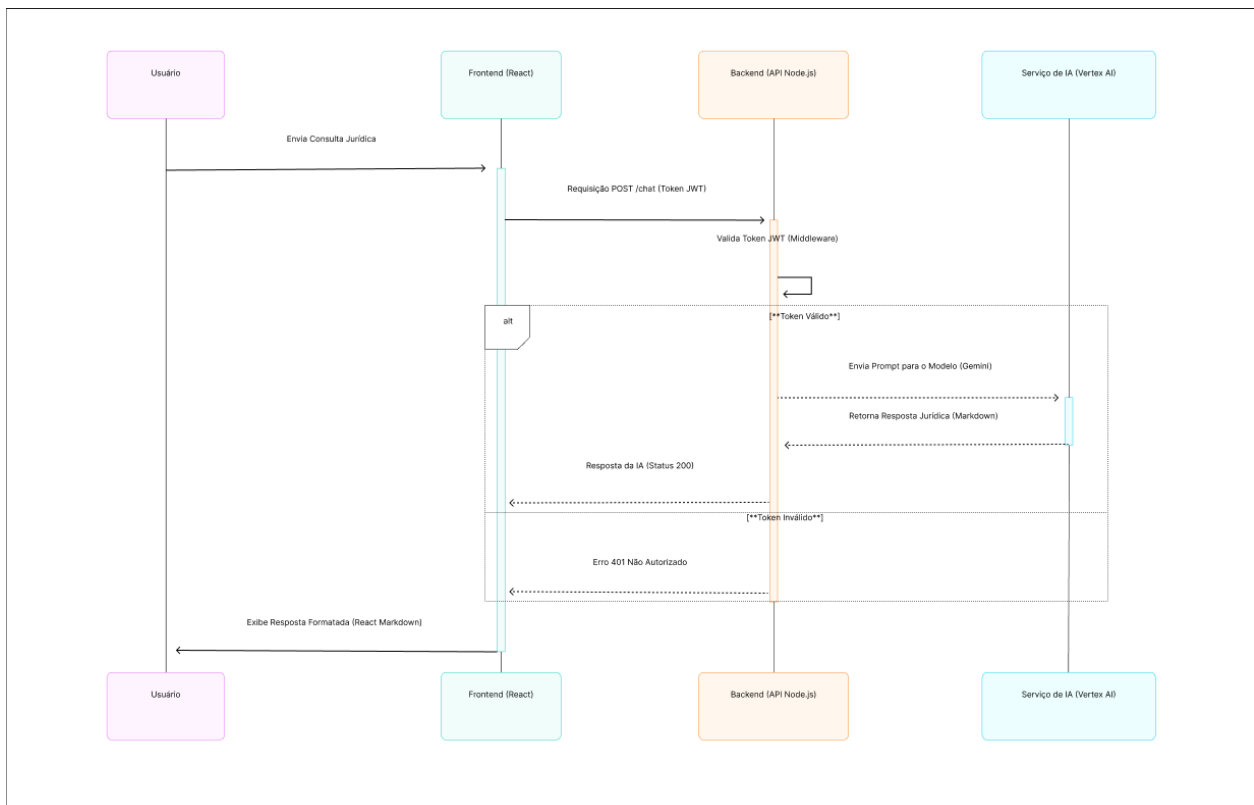 Usuário
Frontend (React)
Backend (API Node.js)
Serviço de IA (Vertex AI)
Envia Consulta Jurídica
Requisição POST /chat (Token JWT)
Valida Token JWT (Middleware)
alt
[**Token Válido**]
Envia Prompt para o Modelo (Gemini)
Retorna Resposta Jurídica (Markdown)
Resposta da IA (Status 200)
[**Token Inválido**]
Erro 401 Não Autorizado
Exibe Resposta Formatada (React Markdown)
Usuário
Frontend (React)
Backend (API Node.js)
Serviço de IA (Vertex AI)